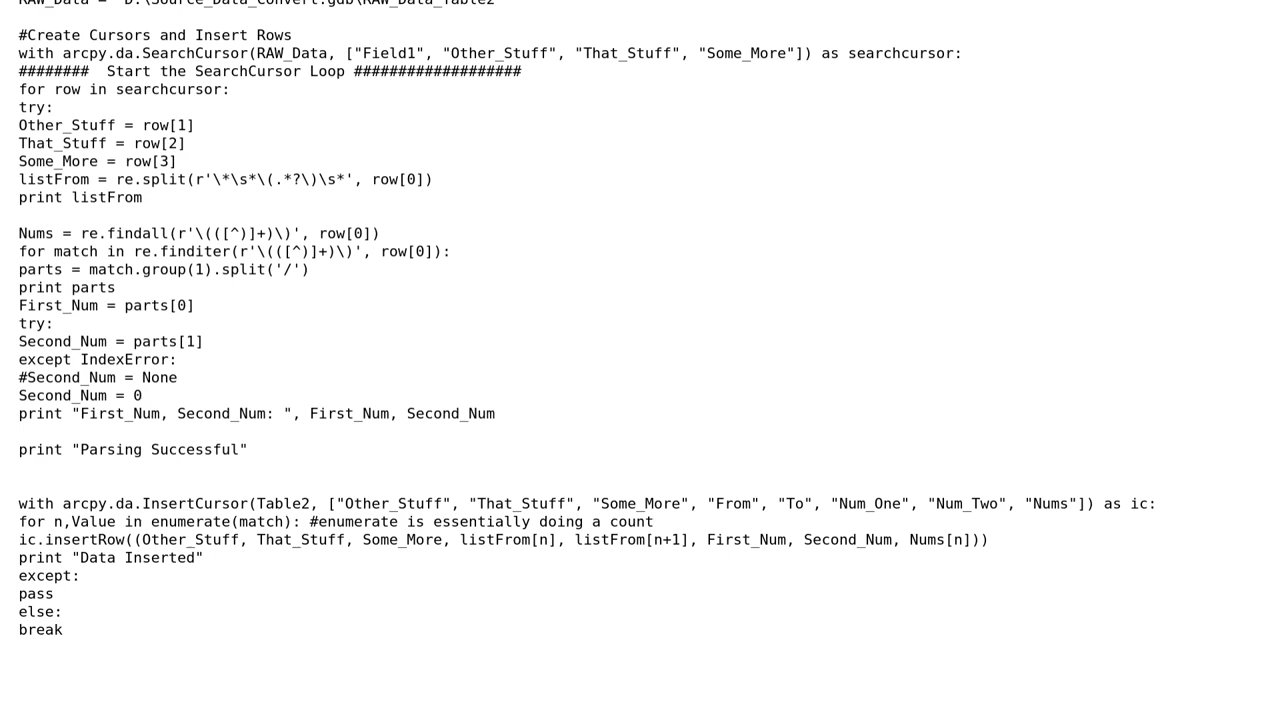 RAW_Data = "D:\Source_Data_Convert.gdb\RAW_Data_Table2"
#Create Cursors and Insert Rows
with arcpy.da.SearchCursor(RAW_Data, ["Field1", "Other_Stuff", "That_Stuff", "Some_More"]) as searchcursor:
########  Start the SearchCursor Loop ###################
for row in searchcursor:
try:
Other_Stuff = row[1]
That_Stuff = row[2]
Some_More = row[3]
listFrom = re.split(r'\*\s*\(.*?\)\s*', row[0])
print listFrom
Nums = re.findall(r'\(([^)]+)\)', row[0])
for match in re.finditer(r'\(([^)]+)\)', row[0]):
parts = match.group(1).split('/')
print parts
First_Num = parts[0]
try:
Second_Num = parts[1]
except IndexError:
#Second_Num = None
Second_Num = 0
print "First_Num, Second_Num: ", First_Num, Second_Num
print "Parsing Successful"
with arcpy.da.InsertCursor(Table2, ["Other_Stuff", "That_Stuff", "Some_More", "From", "To", "Num_One", "Num_Two", "Nums"]) as ic:
for n,Value in enumerate(match): #enumerate is essentially doing a count
ic.insertRow((Other_Stuff, That_Stuff, Some_More, listFrom[n], listFrom[n+1], First_Num, Second_Num, Nums[n]))
print "Data Inserted"
except:
pass
else:
break